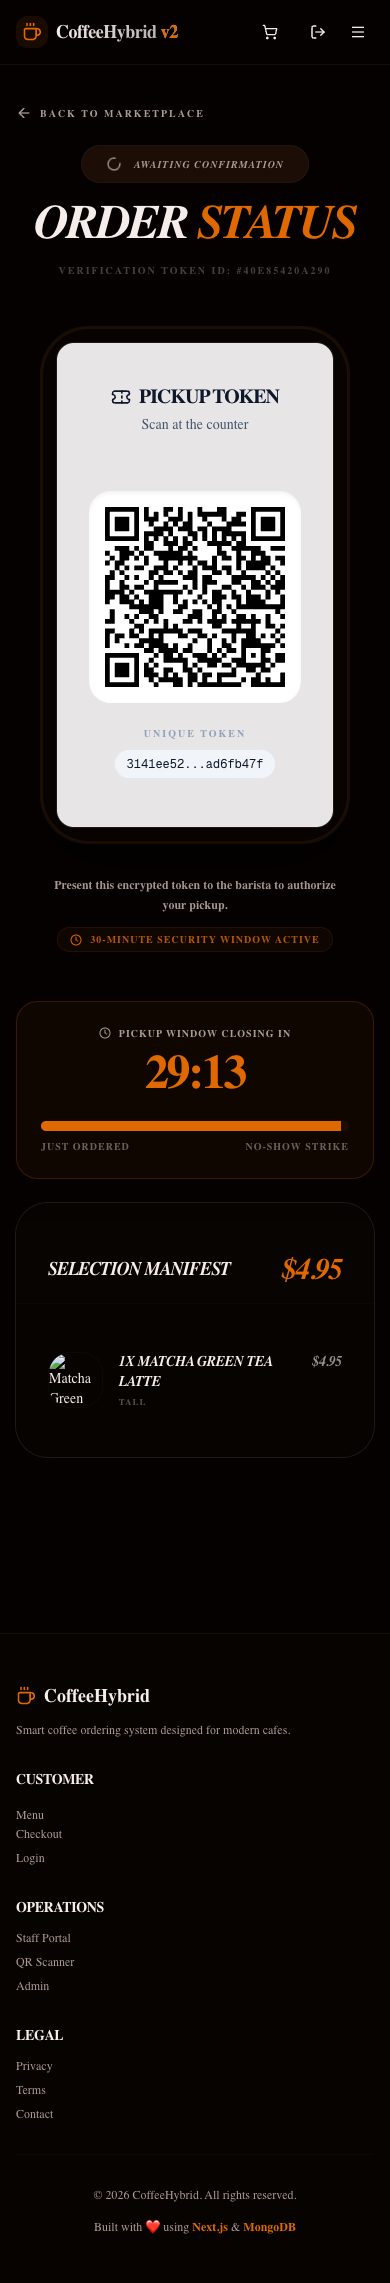 CoffeeHybrid v2
BACK TO MARKETPLACE
AWAITING CONFIRMATION
ORDER STATUS
VERIFICATION TOKEN ID: #40E85420A290
PICKUP TOKEN
Scan at the counter
UNIQUE TOKEN
3141ee52...ad6fb47f
Present this encrypted token to the barista to authorize
your pickup.
30-MINUTE SECURITY WINDOW ACTIVE
PICKUP WINDOW CLOSING IN
29:13
JUST ORDERED NO-SHOW STRIKE
SELECTION MANIFEST $4.95
Matcha
Green
1X MATCHA GREEN TEA
LATTE
$4.95
TALL
CoffeeHybrid
Smart coffee ordering system designed for modern cafes.
CUSTOMER
Menu
Checkout
Login
OPERATIONS
Staff Portal
QR Scanner
Admin
LEGAL
Privacy
Terms
Contact
© 2026 CoffeeHybrid. All rights reserved.
Built with ❤️ using Next.js & MongoDB